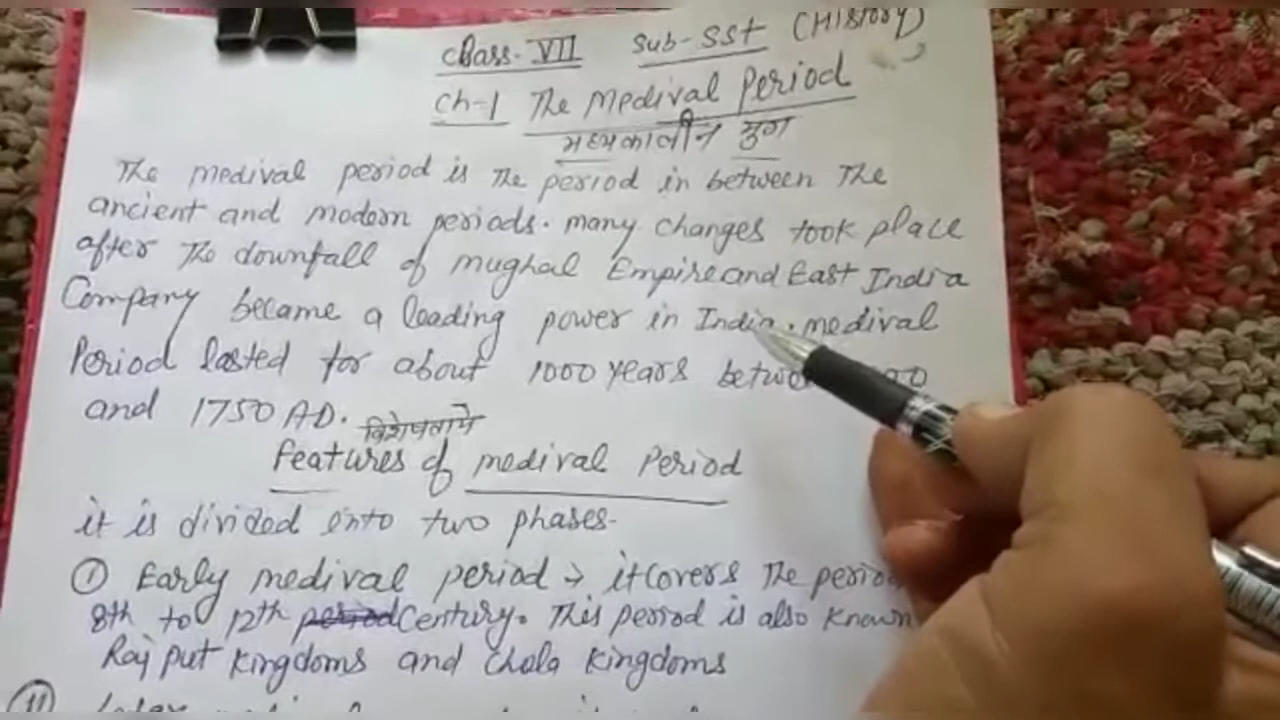 Class-VII Sub-SSt (HIStory)
Ch-1 The Medival Period
मध्यकालीन युग
The medival period is The period in between The
ancient and modern periods. many changes took place
after The downfall of mughal Empire and East India
Company became a leading power in India. medival
Period lasted for about 1000 years
and 1750 AD. विशेषताये
Features of medival Period
it is divided into two phases-
① Early medival period → it covers The
8th to 12th period Century. This period is also known
Rajput kingdoms and Chola kingdoms